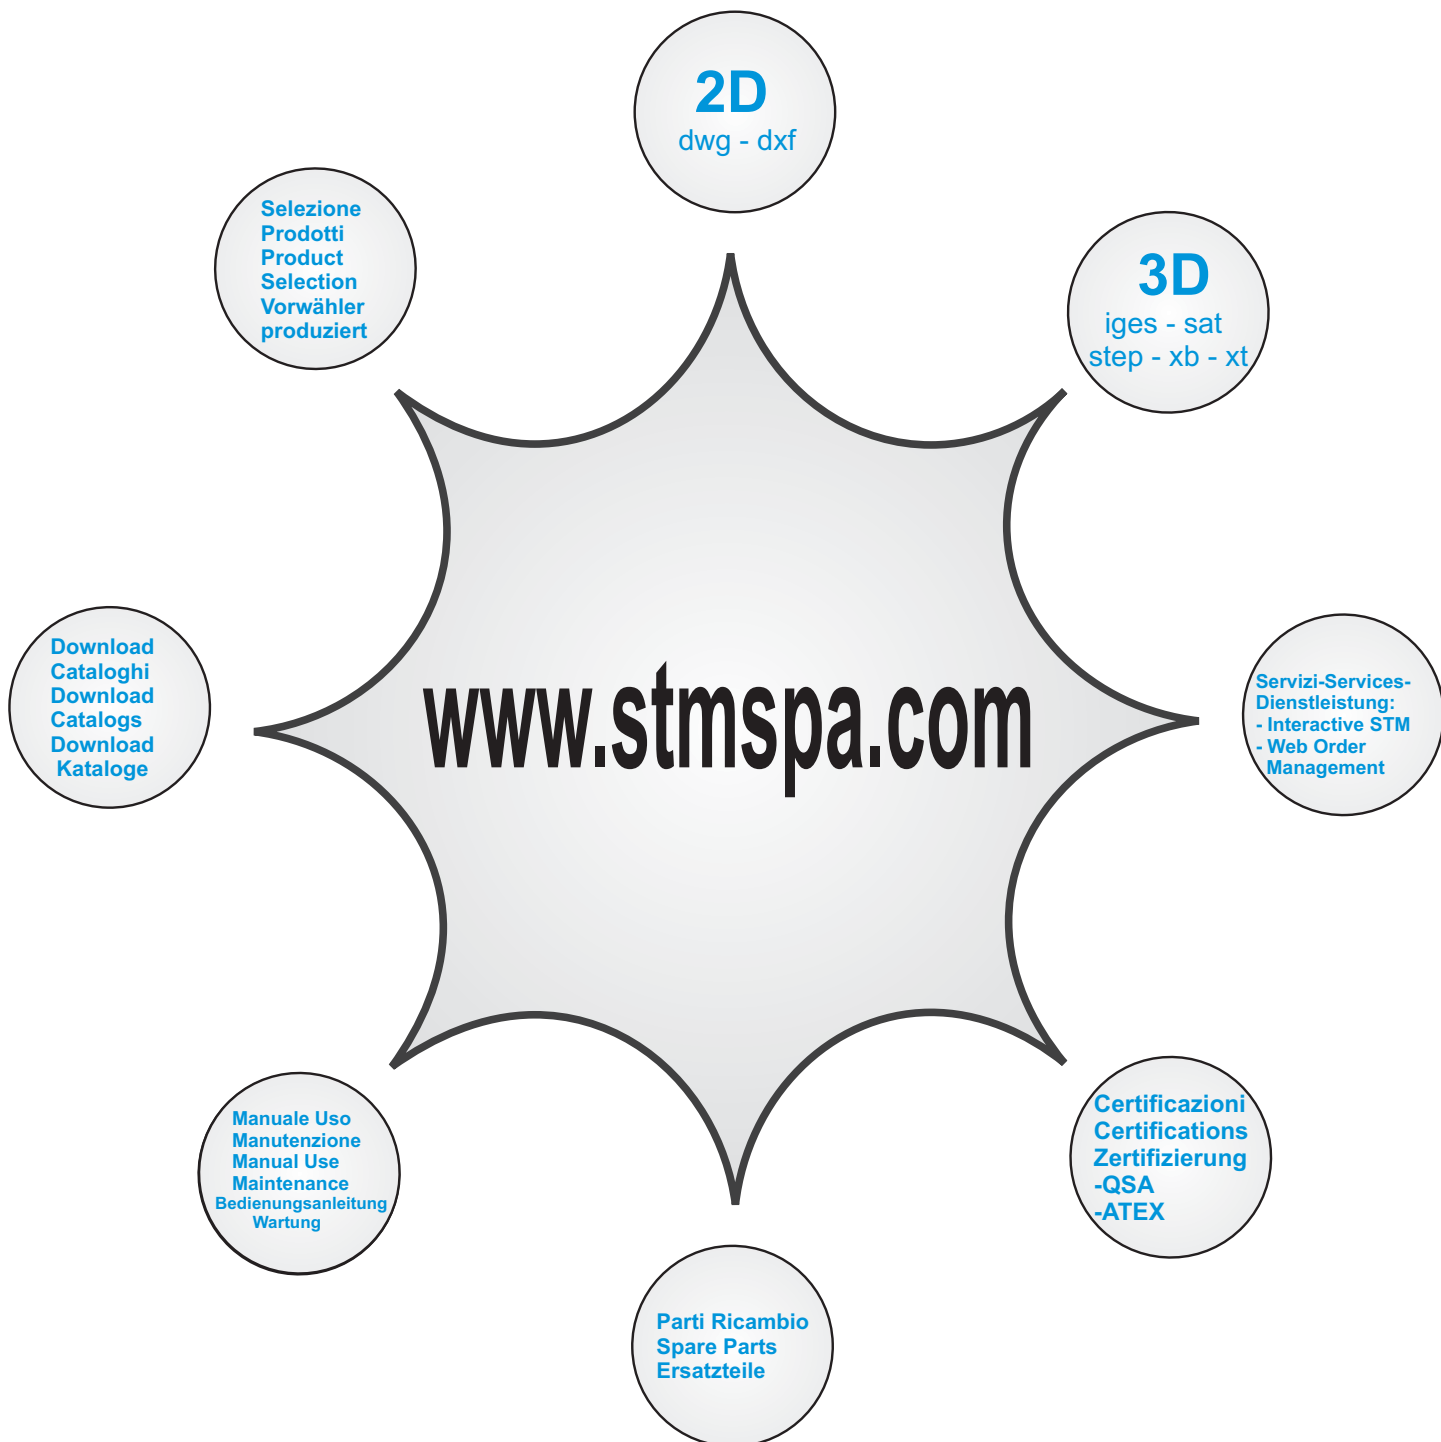 2D
dwg - dxf
Selezione
Prodotti
Product
Selection
Vorwähler
produziert
3D
iges - sat
step - xb - xt
Download
Cataloghi
Download
Catalogs
Download
Kataloge
www.stmspa.com
Servizi-Services-
Dienstleistung:
- Interactive STM
- Web Order
Management
Manuale Uso
Manutenzione
Manual Use
Maintenance
Bedienungsanleitung
Wartung
Certificazioni
Certifications
Zertifizierung
-QSA
-ATEX
Parti Ricambio
Spare Parts
Ersatzteile